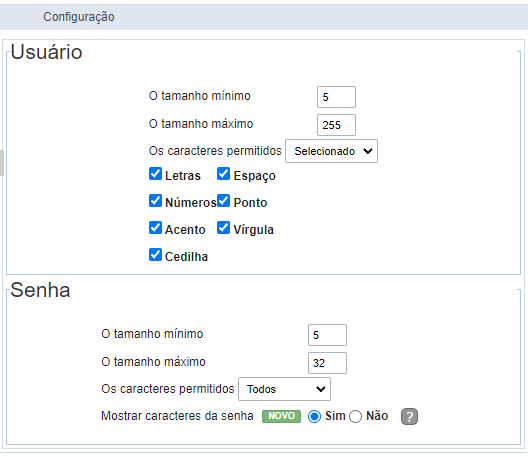 Configuração
Usuário
O tamanho mínimo 5
O tamanho máximo 255
Os caracteres permitidos Selecionado
Letras Espaço
Números Ponto
Acento Vírgula
Cedilha
Senha
O tamanho mínimo 5
O tamanho máximo 32
Os caracteres permitidos Todos
Mostrar caracteres da senha NOVO Sim Não ?